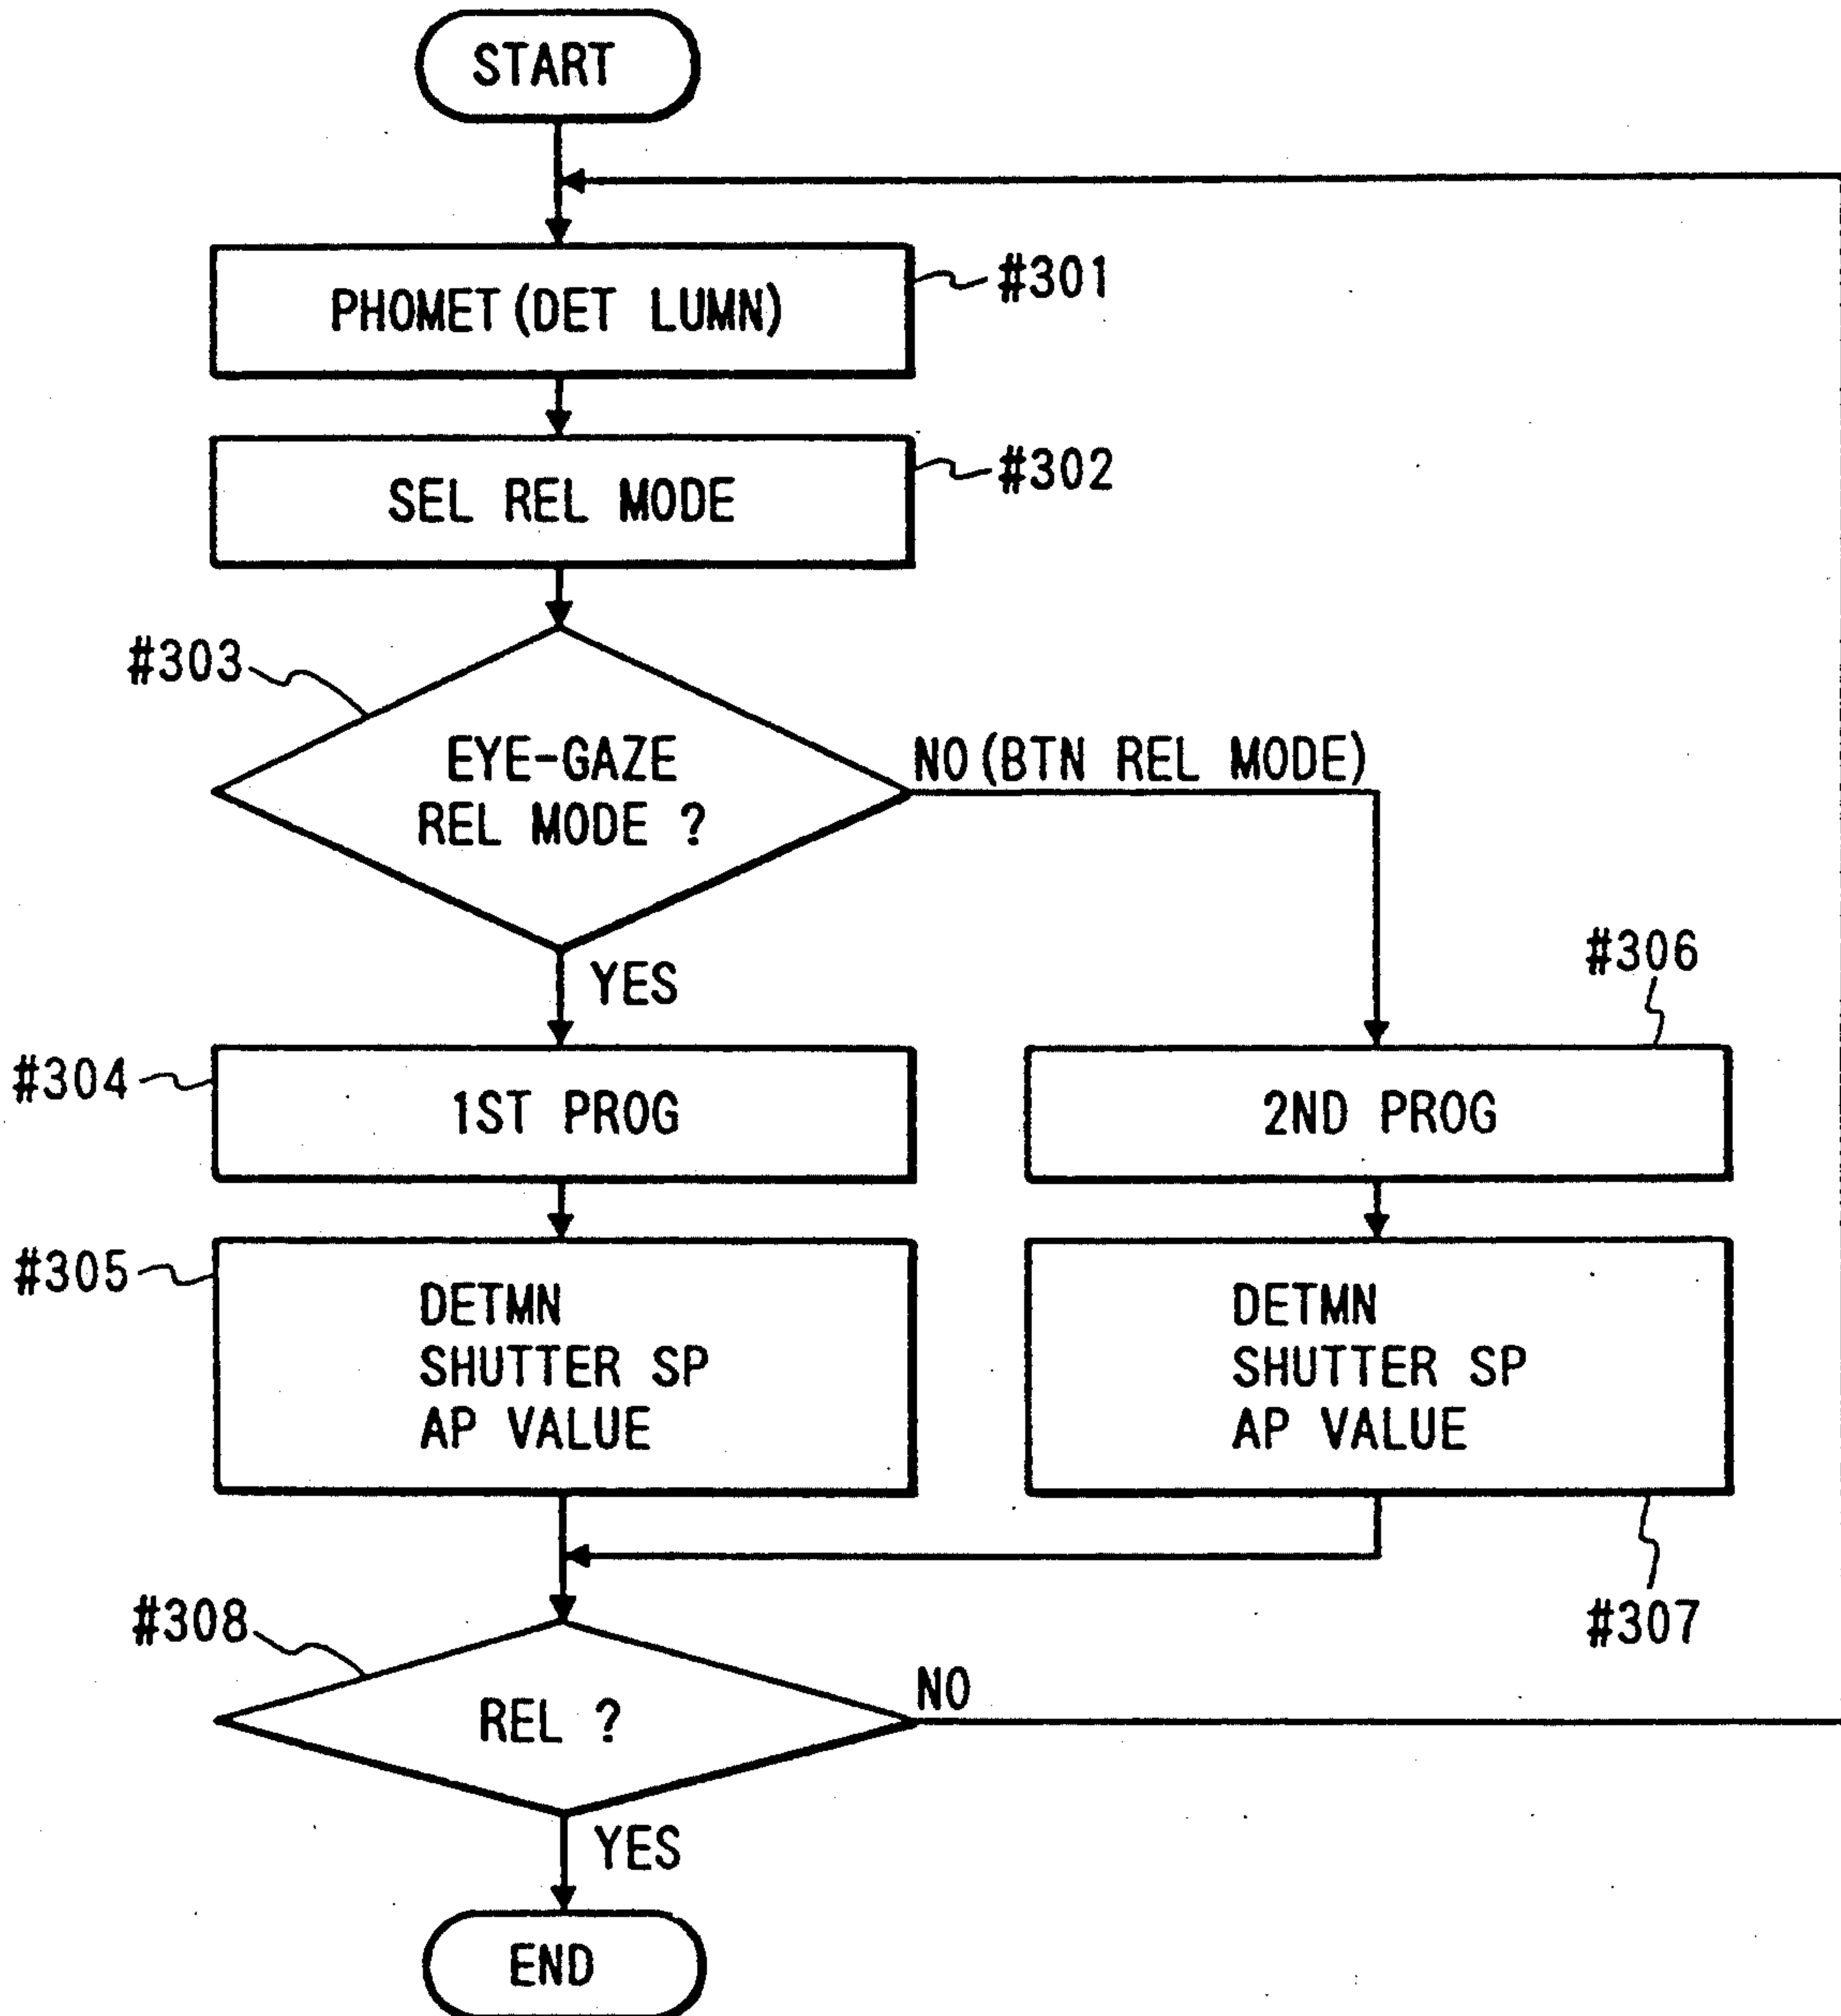 START
PHOMET (DET LUMN)
#301
SEL REL MODE
#302
#303
EYE-GAZE
REL MODE ?
NO (BTN REL MODE)
YES
#304
1ST PROG
#306
2ND PROG
#305
DETMN
SHUTTER SP
AP VALUE
DETMN
SHUTTER SP
AP VALUE
#307
#308
REL ?
NO
YES
END